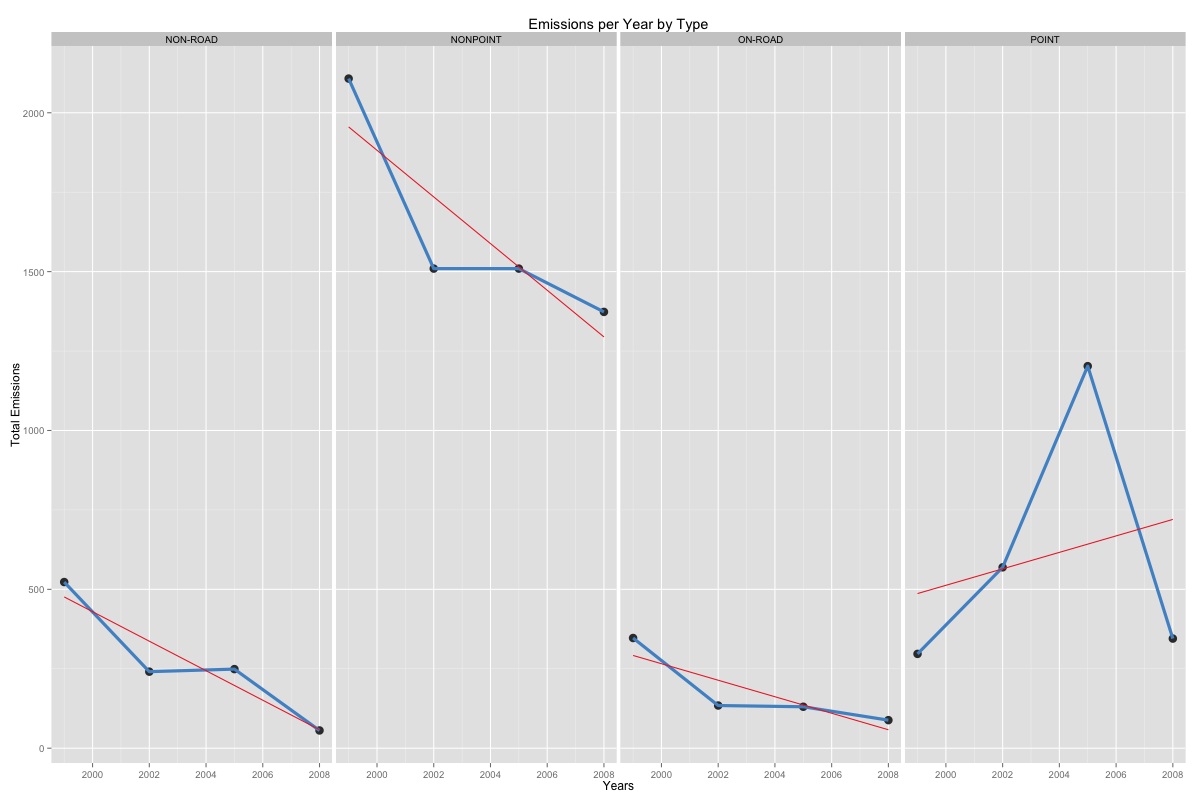 Emissions per Year by Type
NON-ROAD NONPOINT ON-ROAD POINT
2000
1500
1000
500
0
Total Emissions
2000 2002 2004 2006 2008 2000 2002 2004 2006 2008 2000 2002 2004 2006 2008 2000 2002 2004 2006 2008
Years